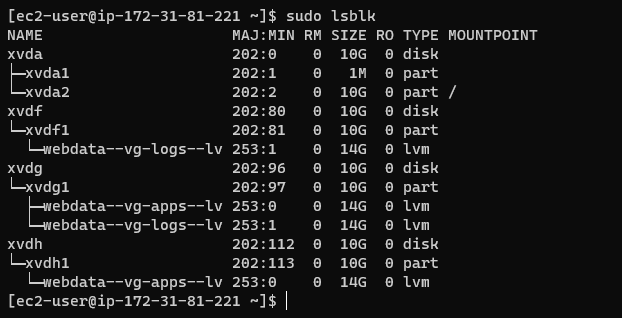 [ec2-user@ip-172-31-81-221 ~]$ sudo lsblk
NAME                     MAJ:MIN RM  SIZE RO TYPE MOUNTPOINT
xvda                     202:0    0   10G  0 disk
├─xvda1                  202:1    0    1M  0 part
└─xvda2                  202:2    0   10G  0 part /
xvdf                     202:80   0   10G  0 disk
└─xvdf1                  202:81   0   10G  0 part
  └─webdata--vg-logs--lv 253:1    0   14G  0 lvm
xvdg                     202:96   0   10G  0 disk
└─xvdg1                  202:97   0   10G  0 part
  ├─webdata--vg-apps--lv 253:0    0   14G  0 lvm
  └─webdata--vg-logs--lv 253:1    0   14G  0 lvm
xvdh                     202:112  0   10G  0 disk
└─xvdh1                  202:113  0   10G  0 part
  └─webdata--vg-apps--lv 253:0    0   14G  0 lvm
[ec2-user@ip-172-31-81-221 ~]$